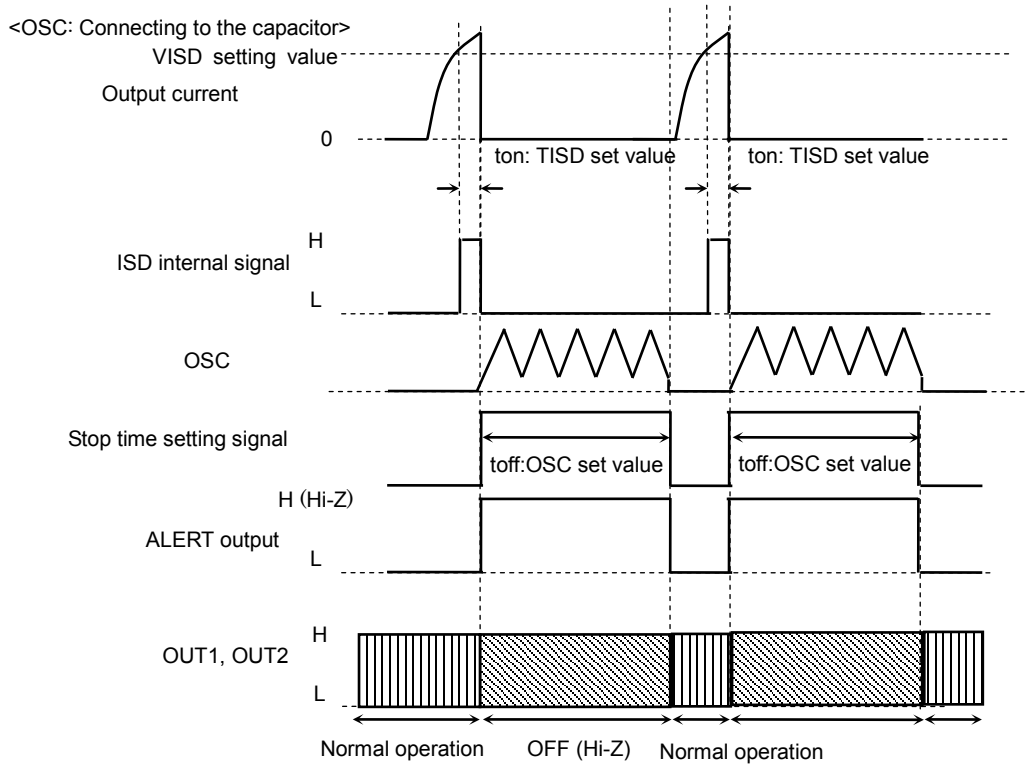 <OSC: Connecting to the capacitor>
VISD setting value
Output current
0
ton: TISD set value
ton: TISD set value
H
ISD internal signal
L
OSC
Stop time setting signal
toff:OSC set value
toff:OSC set value
H (Hi-Z)
ALERT output
L
H
OUT1, OUT2
L
Normal operation
OFF (Hi-Z)
Normal operation